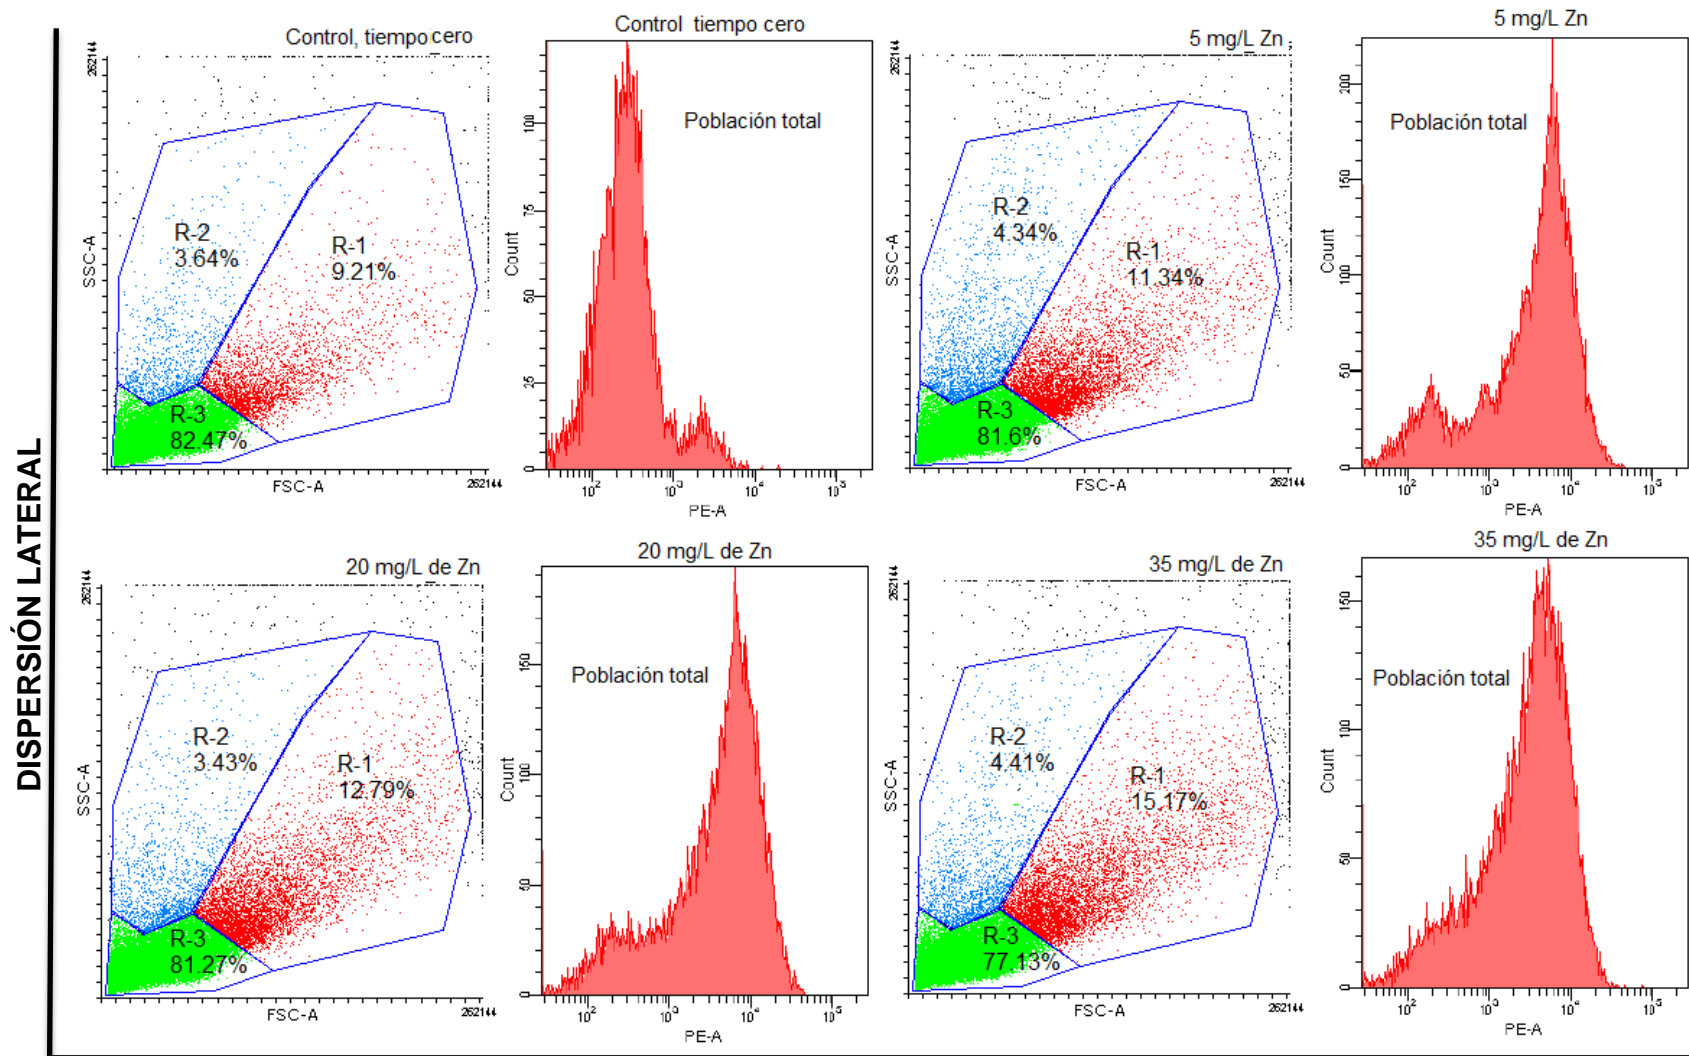 DISPERSIÓN LATERAL
Control, tiempo cero
262144
SSC-A
R-2
3.64%
R-1
9.21%
R-3
82.47%
FSC-A
262144
Control tiempo cero
Población total
Count
100
75
50
25
0
10²
10³
10⁴
10⁵
PE-A
5 mg/L Zn
262144
SSC-A
R-2
4.34%
R-1
11.34%
R-3
81.6%
FSC-A
262144
5 mg/L Zn
Población total
Count
200
150
100
50
0
10²
10³
10⁴
10⁵
PE-A
20 mg/L de Zn
262144
SSC-A
R-2
3.43%
R-1
12.79%
R-3
81.27%
FSC-A
262144
20 mg/L de Zn
Población total
Count
150
100
50
0
10²
10³
10⁴
10⁵
PE-A
35 mg/L de Zn
262144
SSC-A
R-2
4.41%
R-1
15.17%
R-3
77.13%
FSC-A
262144
35 mg/L de Zn
Población total
Count
150
100
50
0
10²
10³
10⁴
10⁵
PE-A